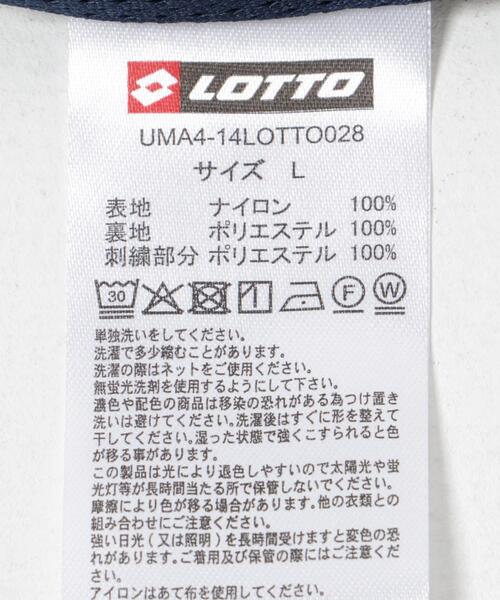 LOTTO
UMA4-14LOTTO028
サイズ L
表地 ナイロン 100%
裏地 ポリエステル 100%
刺繍部分 ポリエステル 100%
30 F W
単独洗いをしてください。
洗濯で多少縮むことがあります。
洗濯の際はネットをご使用ください。
無蛍光洗剤を使用するようにして下さい。
濃色や配色の商品は移染の恐れがある為つけ置き
洗いは避けてください。洗濯後はすぐに形を整えて
干してください。湿った状態で強くこすられると色
が移る事があります。
この製品は光により退色しやすいので太陽光や蛍
光灯等が長時間当たる所で保管しないでください。
摩擦により色が移る場合があります。他の衣類との
組み合わせにご注意ください。
強い日光(又は照明)を長時間受けますと変色の恐
れがあります。ご着用及び保管の際にはご注意くだ
さい。
アイロンはあて布を使用してください。